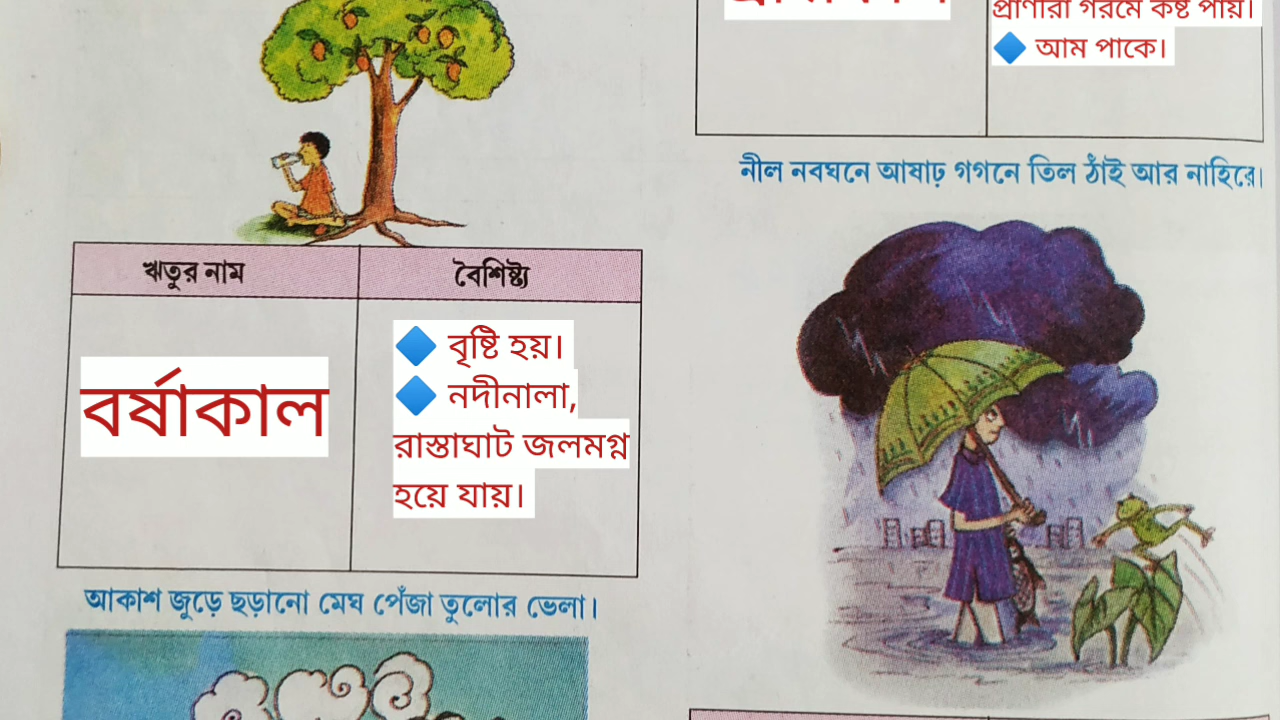 প্রাণীরা গরমে কষ্ট পায়।
🔷 আম পাকে।
নীল নবঘনে আষাঢ় গগনে তিল ঠাঁই আর নাহিরে।
ঋতুর নাম
বৈশিষ্ট্য
বর্ষাকাল
🔷 বৃষ্টি হয়।
🔷 নদীনালা,
রাস্তাঘাট জলমগ্ন
হয়ে যায়।
আকাশ জুড়ে ছড়ানো মেঘ পেঁজা তুলোর ভেলা।